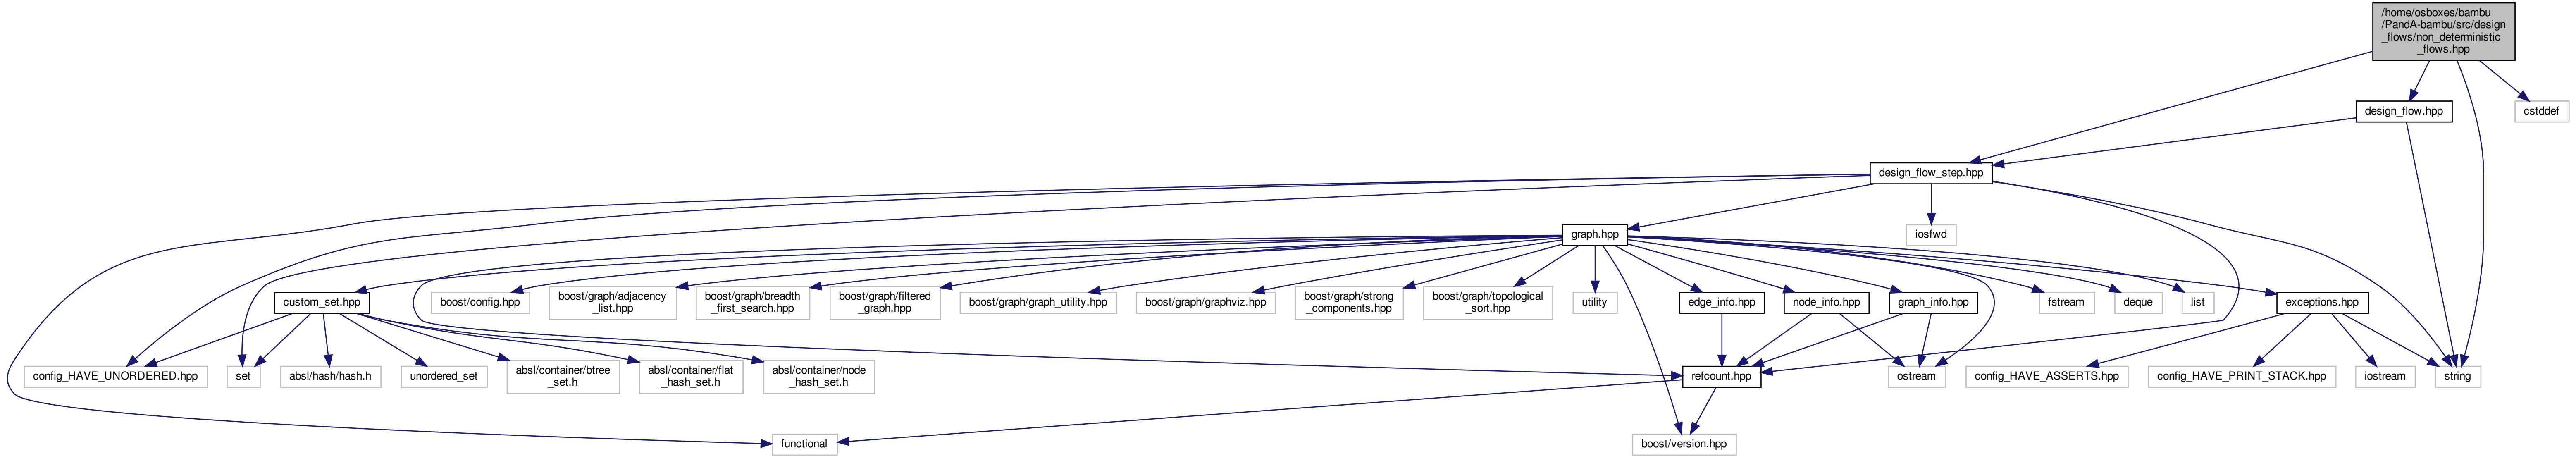 /home/osboxes/bambu
/PandA-bambu/src/design
_flows/non_deterministic
_flows.hpp
design_flow.hpp
cstddef
design_flow_step.hpp
graph.hpp
iosfwd
custom_set.hpp
boost/config.hpp
boost/graph/adjacency
_list.hpp
boost/graph/breadth
_first_search.hpp
boost/graph/filtered
_graph.hpp
boost/graph/graph_utility.hpp
boost/graph/graphviz.hpp
boost/graph/strong
_components.hpp
boost/graph/topological
_sort.hpp
utility
edge_info.hpp
node_info.hpp
graph_info.hpp
fstream
deque
list
exceptions.hpp
config_HAVE_UNORDERED.hpp
set
absl/hash/hash.h
unordered_set
absl/container/btree
_set.h
absl/container/flat
_hash_set.h
absl/container/node
_hash_set.h
refcount.hpp
ostream
config_HAVE_ASSERTS.hpp
config_HAVE_PRINT_STACK.hpp
iostream
string
functional
boost/version.hpp